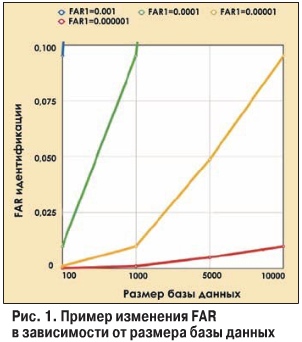 FAR1=0.001 FAR1=0.0001 FAR1=0.00001
FAR1=0.000001
FAR идентификации
0.100
0,075
0,050
0,025
0
100 1000 5000 10000
Размер базы данных
Рис. 1. Пример изменения FAR
в зависимости от размера базы данных